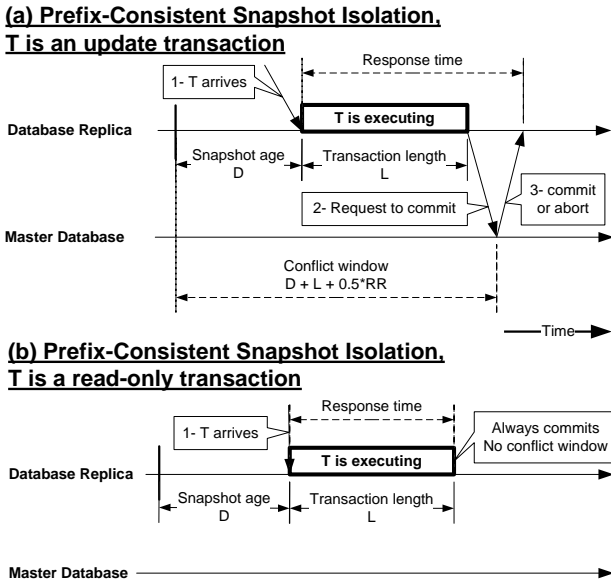 (a) Prefix-Consistent Snapshot Isolation,
T is an update transaction
Response time
1- T arrives
T is executing
Database Replica
Snapshot age
D
Transaction length
L
2- Request to commit
3- commit
or abort
Master Database
Conflict window
D + L + 0.5*RR
Time
(b) Prefix-Consistent Snapshot Isolation,
T is a read-only transaction
Response time
1- T arrives
Always commits
No conflict window
T is executing
Database Replica
Snapshot age
D
Transaction length
L
Master Database